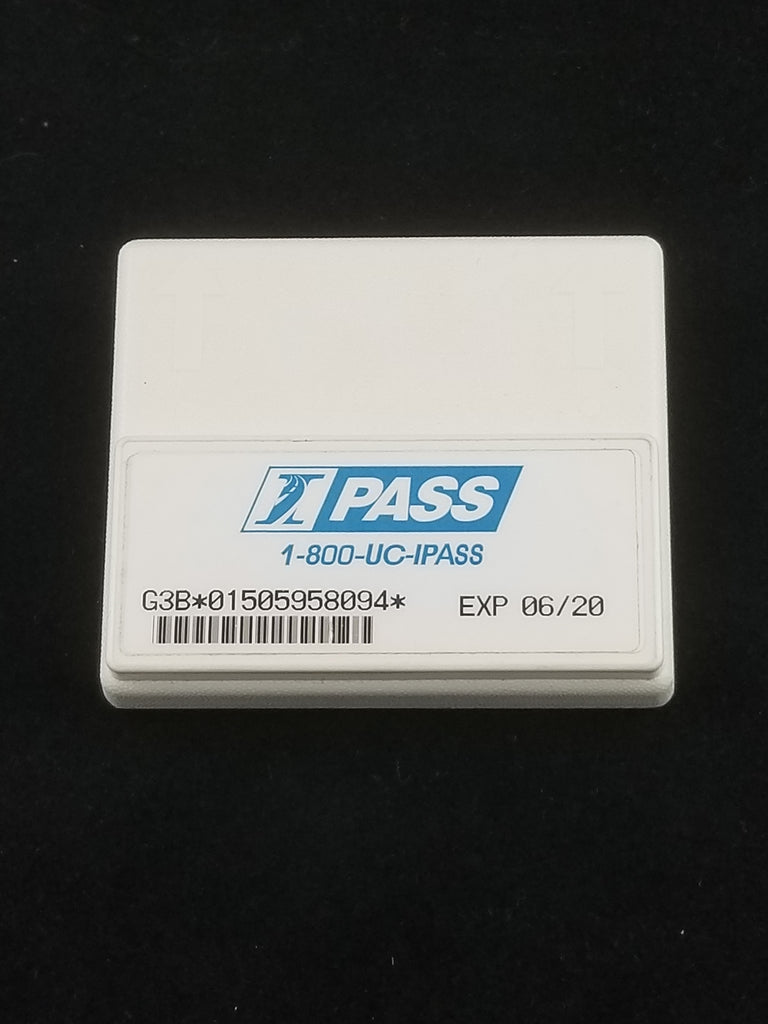 I PASS
1-800-UC-IPASS
G3B*01505958094* EXP 06/20